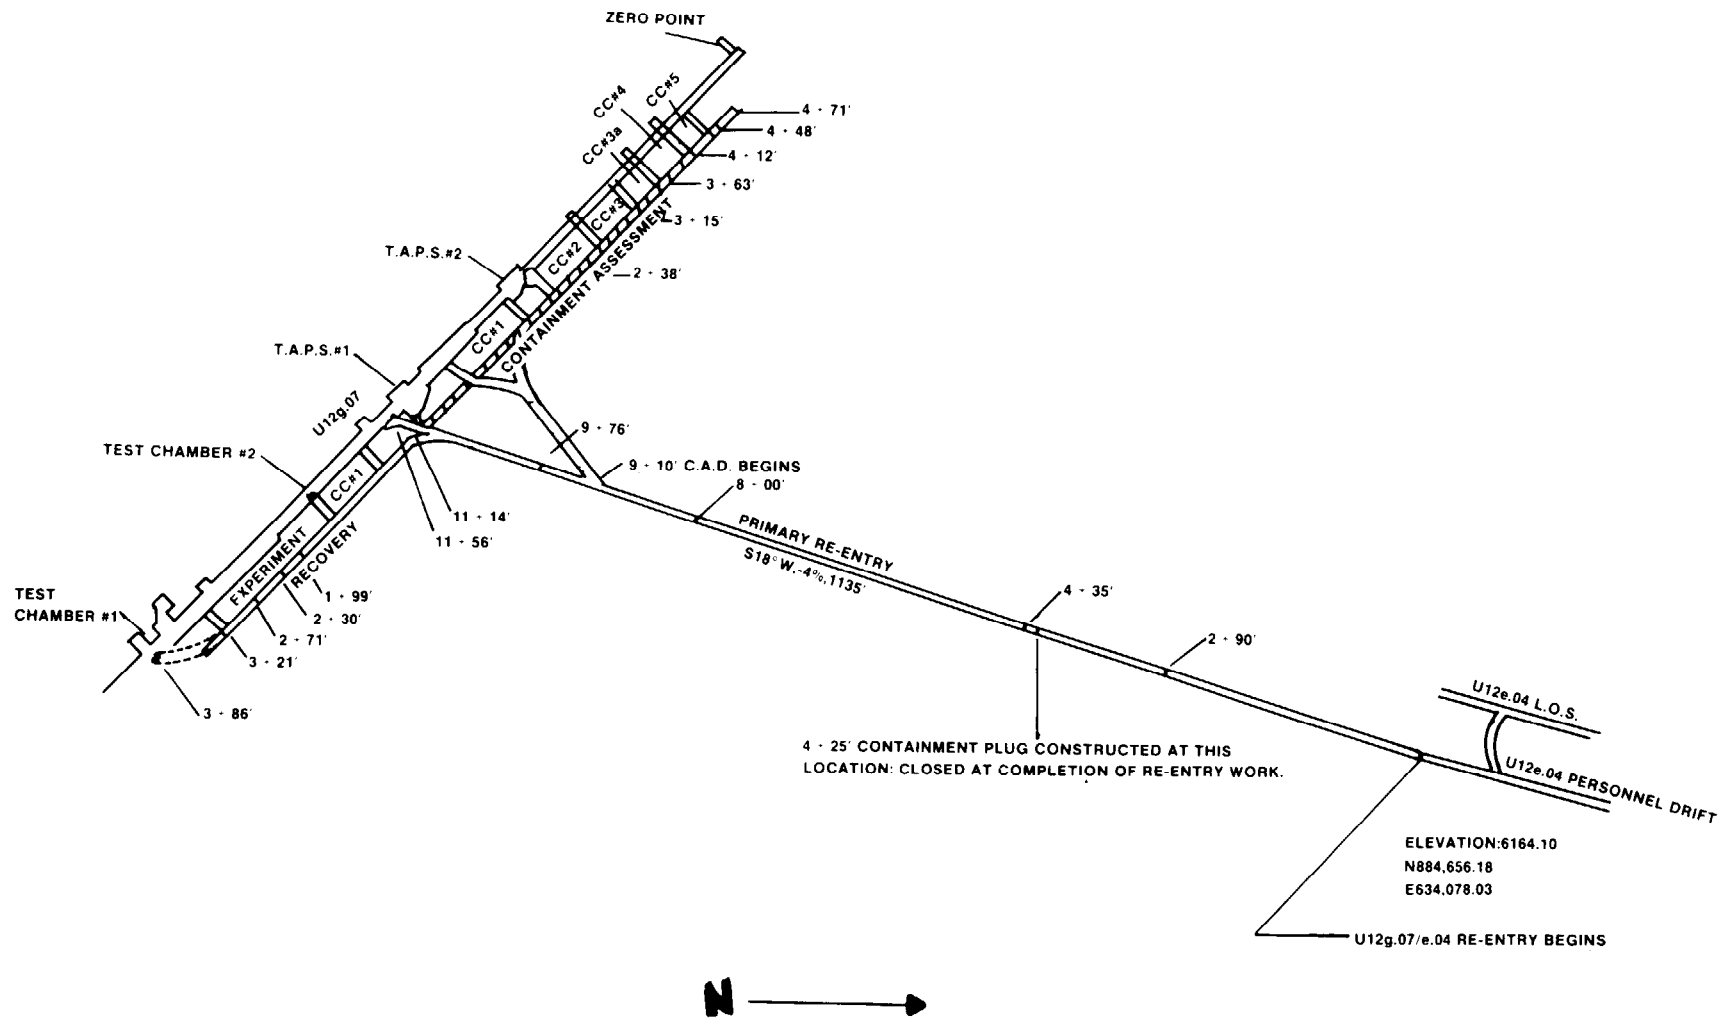 ZERO POINT
CC#5
CC#4
CC#3a
4 + 71'
4 + 48'
4 + 12'
3 + 63'
3 + 15'
CC#3
T.A.P.S.#2
CC#2
2 + 38'
CONTAINMENT ASSESSMENT
CC#1
T.A.P.S.#1
U12g.07
TEST CHAMBER #2
9 + 76'
9 + 10' C.A.D. BEGINS
8 + 00'
CC#1
11 + 14'
11 + 56'
PRIMARY RE-ENTRY
S18° W,-4%,1135'
EXPERIMENT
RECOVERY
TEST
CHAMBER #1
1 + 99'
2 + 30'
2 + 71'
3 + 21'
3 + 86'
4 + 35'
2 + 90'
U12e.04 L.O.S.
U12e.04 PERSONNEL DRIFT
4 + 25' CONTAINMENT PLUG CONSTRUCTED AT THIS
LOCATION: CLOSED AT COMPLETION OF RE-ENTRY WORK.
ELEVATION:6164.10
N884,656.18
E634,078.03
U12g.07/e.04 RE-ENTRY BEGINS
N